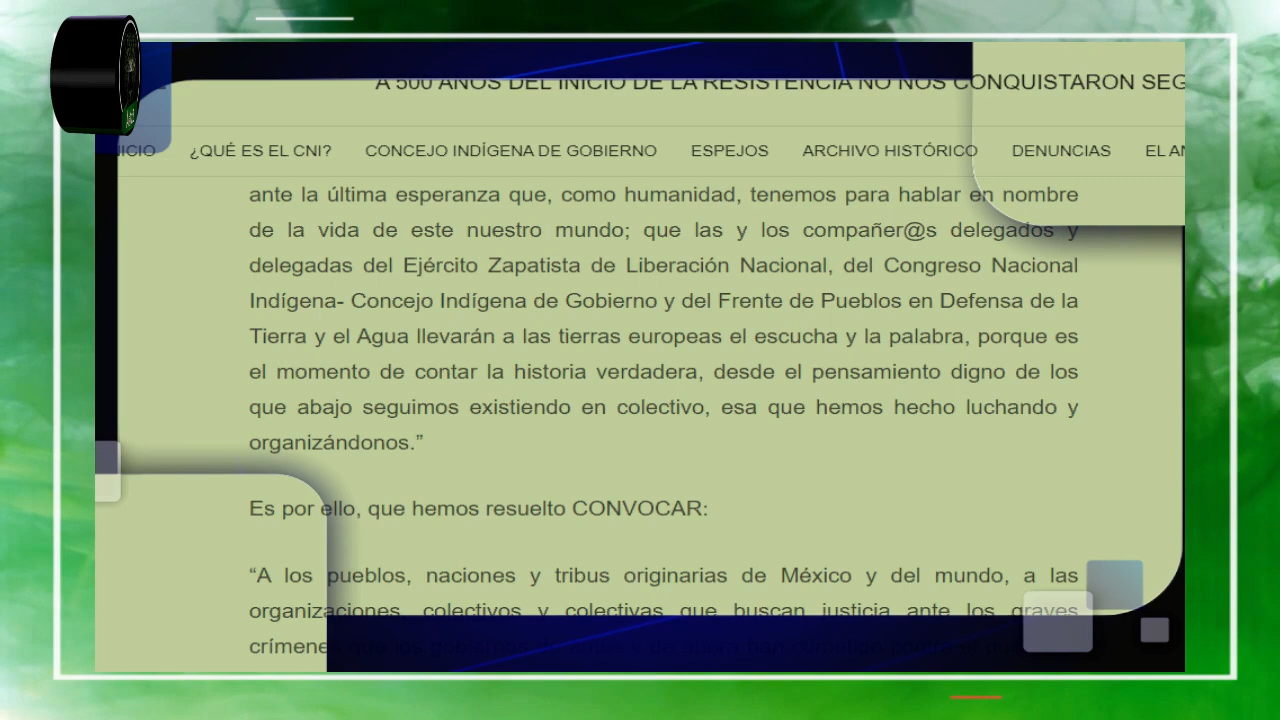 A 500 AÑOS DEL INICIO DE LA RESISTENCIA NO NOS CONQUISTARON SEG
NICIO ¿QUÉ ES EL CNI? CONCEJO INDÍGENA DE GOBIERNO ESPEJOS ARCHIVO HISTÓRICO DENUNCIAS EL AN
ante la última esperanza que, como humanidad, tenemos para hablar en nombre
de la vida de este nuestro mundo; que las y los compañer@s delegados y
delegadas del Ejército Zapatista de Liberación Nacional, del Congreso Nacional
Indígena- Concejo Indígena de Gobierno y del Frente de Pueblos en Defensa de la
Tierra y el Agua llevarán a las tierras europeas el escucha y la palabra, porque es
el momento de contar la historia verdadera, desde el pensamiento digno de los
que abajo seguimos existiendo en colectivo, esa que hemos hecho luchando y
organizándonos.”
Es por ello, que hemos resuelto CONVOCAR:
“A los pueblos, naciones y tribus originarias de México y del mundo, a las
organizaciones, colectivos y colectivas que buscan justicia ante los graves
crímenes que los